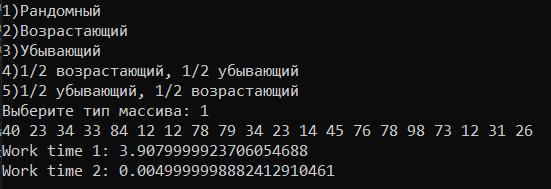 1)Рандомный
2)Возрастающий
3)Убывающий
4)1/2 возрастающий, 1/2 убывающий
5)1/2 убывающий, 1/2 возрастающий
Выберите тип массива: 1
40 23 34 33 84 12 12 78 79 34 23 14 45 76 78 98 73 12 31 26
Work time 1: 3.9079999923706054688
Work time 2: 0.0049999998882412910461